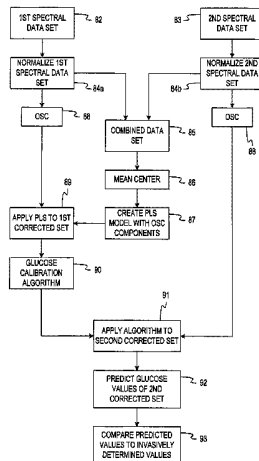 1ST SPECTRAL
DATA SET
82
2ND SPECTRAL
DATA SET
83
NORMALIZE 1ST
SPECTRAL DATA
SET
84a
NORMALIZE 2ND
SPECTRAL DATA
SET
84b
OSC
88
COMBINED DATA
SET
85
OSC
88
MEAN CENTER
86
89
APPLY PLS TO 1ST
CORRECTED SET
CREATE PLS
MODEL WITH OSC
COMPONENTS
87
GLUCOSE
CALIBRATION
ALGORITHM
90
91
APPLY ALGORITHM TO
SECOND CORRECTED SET
PREDICT GLUCOSE
VALUES OF 2ND
CORRECTED SET
92
COMPARE PREDICTED
VALUES TO INVASIVELY
DETERMINED VALUES
93